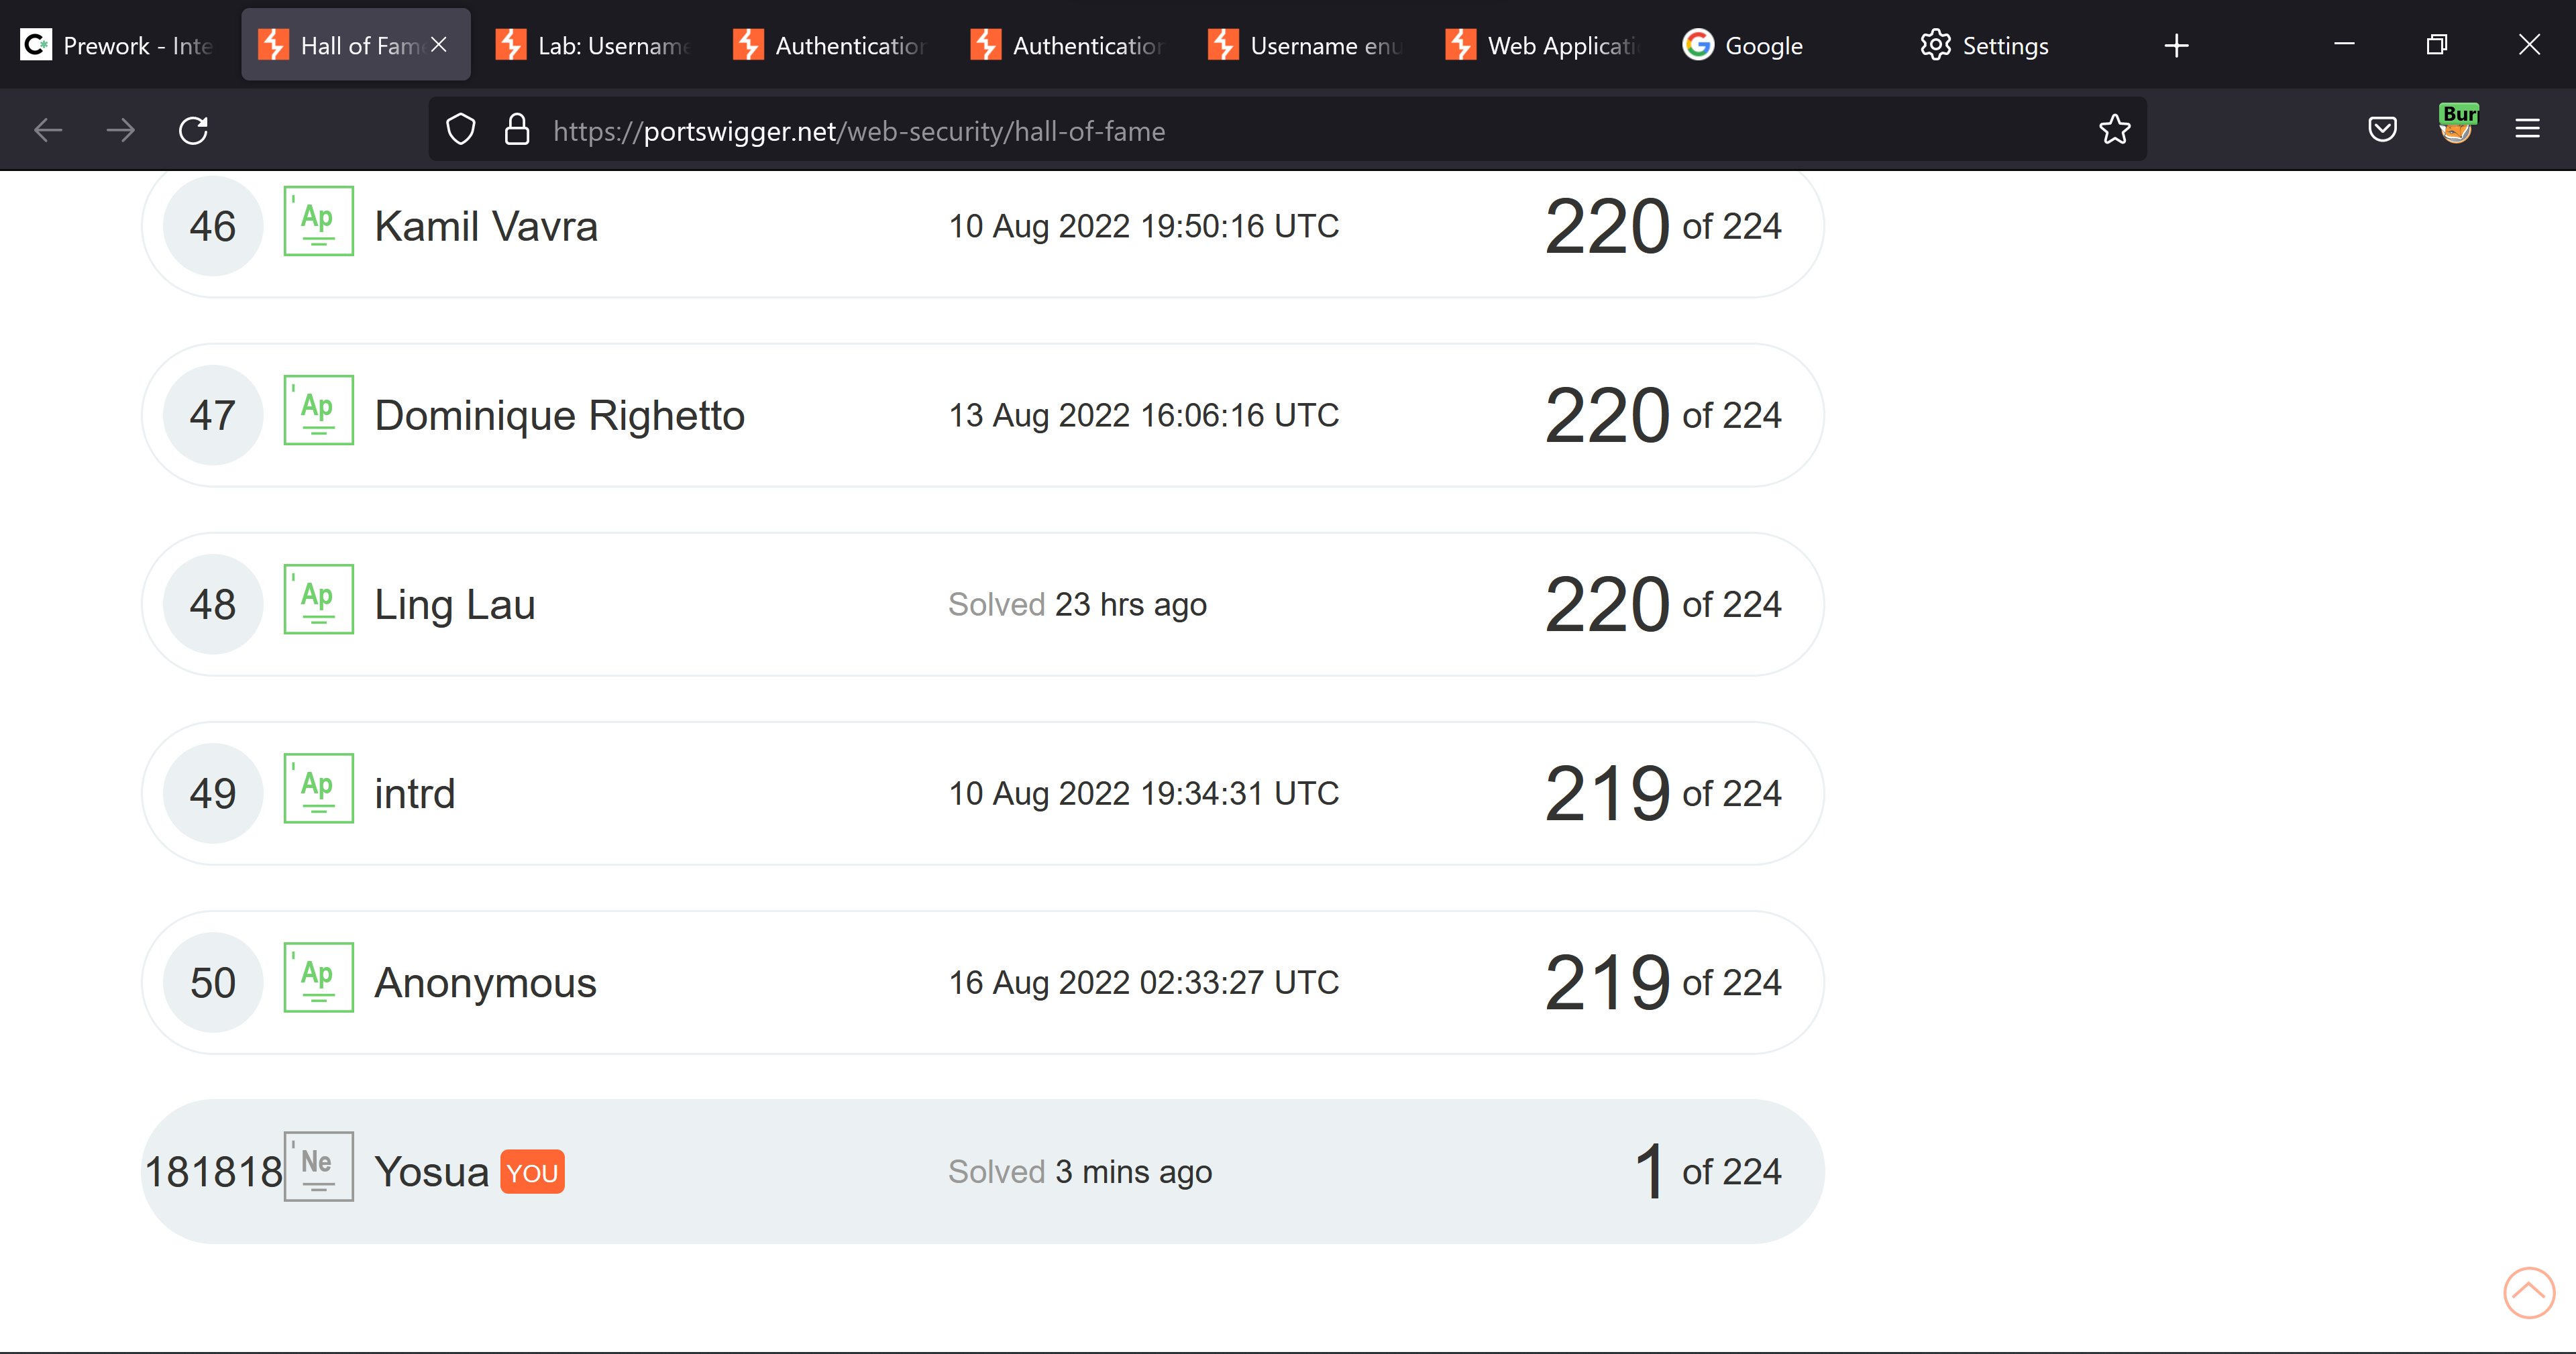 C* Prework - Inte Hall of Fam Lab: Username Authentication Authentication Username enu Web Applicati Google Settings
https://portswigger.net/web-security/hall-of-fame Bur
46 Ap Kamil Vavra 10 Aug 2022 19:50:16 UTC 220 of 224
47 Ap Dominique Righetto 13 Aug 2022 16:06:16 UTC 220 of 224
48 Ap Ling Lau Solved 23 hrs ago 220 of 224
49 Ap intrd 10 Aug 2022 19:34:31 UTC 219 of 224
50 Ap Anonymous 16 Aug 2022 02:33:27 UTC 219 of 224
181818 Ne Yosua YOU Solved 3 mins ago 1 of 224